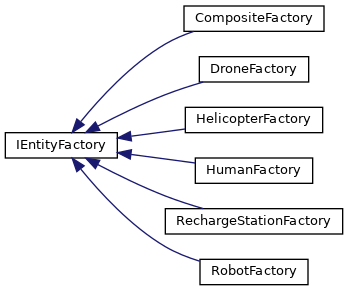 CompositeFactory
DroneFactory
HelicopterFactory
IEntityFactory
HumanFactory
RechargeStationFactory
RobotFactory